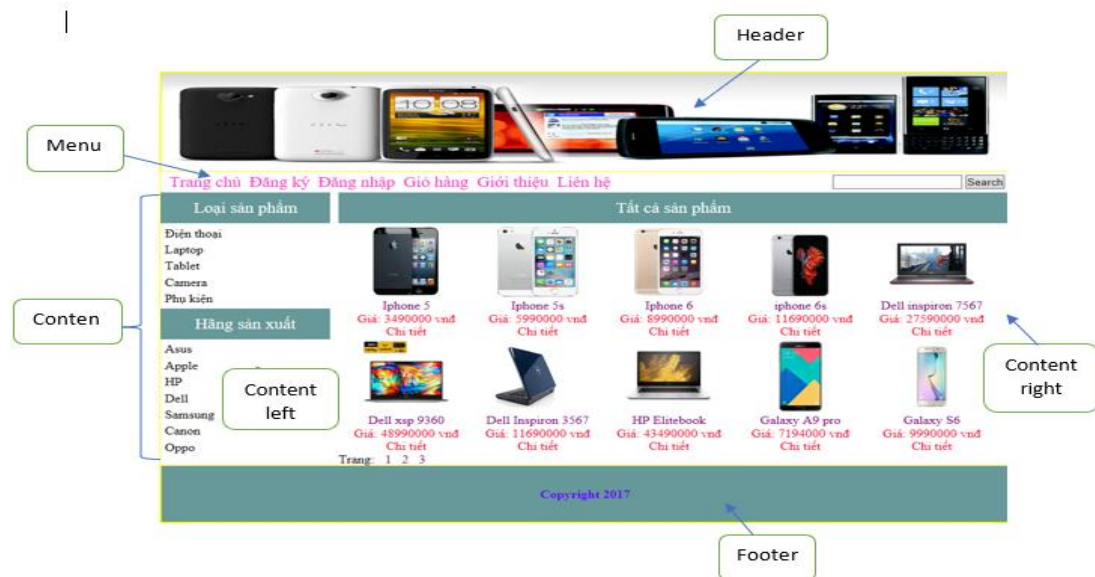 Header
Menu
Trang chủ Đăng ký Đăng nhập Giỏ hàng Giới thiệu Liên hệ
Search
Loại sản phẩm
Điện thoại
Laptop
Tablet
Camera
Phụ kiện
Hãng sản xuất
Asus
Apple
HP
Dell
Samsung
Canon
Oppo
Conten
Content
left
Tất cả sản phẩm
Iphone 5
Giá: 3490000 vnđ
Chi tiết
Iphone 5s
Giá: 5990000 vnđ
Chi tiết
Iphone 6
Giá: 8990000 vnđ
Chi tiết
iphone 6s
Giá: 11690000 vnđ
Chi tiết
Dell inspiron 7567
Giá: 27590000 vnđ
Chi tiết
Dell xsp 9360
Giá: 48990000 vnđ
Chi tiết
Dell Inspiron 3567
Giá: 11690000 vnđ
Chi tiết
HP Elitebook
Giá: 43490000 vnđ
Chi tiết
Galaxy A9 pro
Giá: 7194000 vnđ
Chi tiết
Galaxy S6
Giá: 9990000 vnđ
Chi tiết
Trang: 1 2 3
Content
right
Copyright 2017
Footer